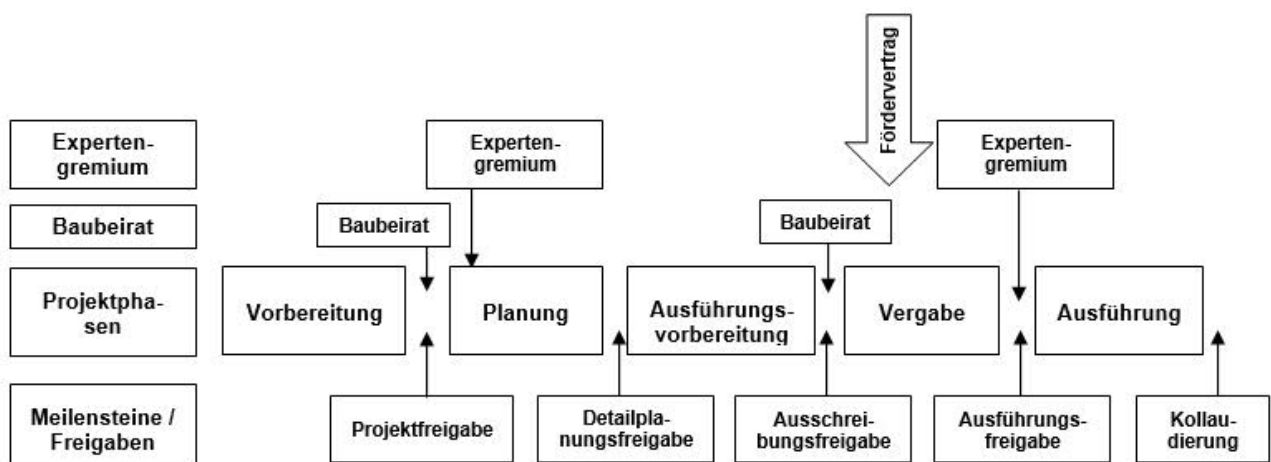 Fördervertrag
Experten-
gremium
Experten-
gremium
Experten-
gremium
Baubeirat
Baubeirat
Baubeirat
Projektpha-
sen
Vorbereitung
Planung
Ausführungs-
vorbereitung
Vergabe
Ausführung
Meilensteine /
Freigaben
Projektfreigabe
Detailpla-
nungsfreigabe
Ausschrei-
bungsfreigabe
Ausführungs-
freigabe
Kollau-
dierung